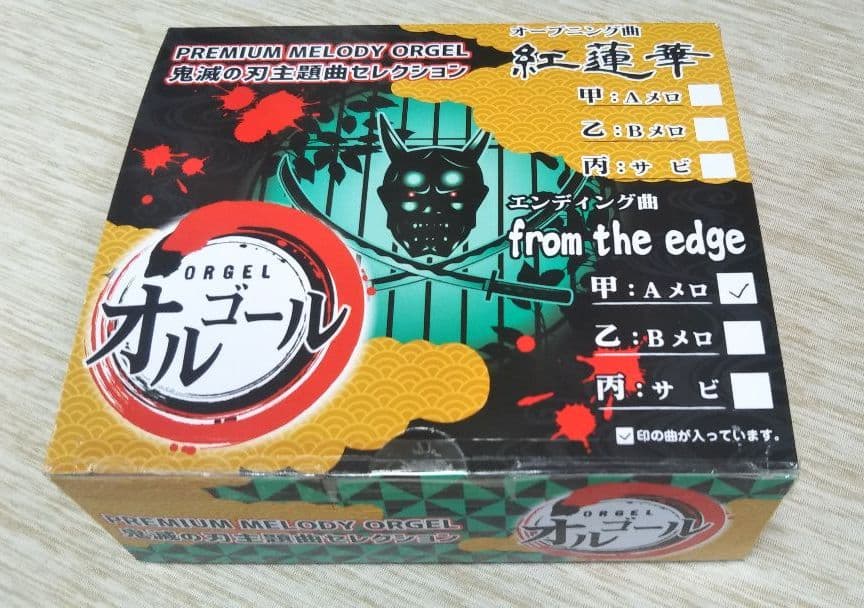 PREMIUM MELODY ORGEL
鬼滅の刃主題曲セレクション
オープニング曲
紅蓮華
甲:Aメロ
乙:Bメロ
丙:サビ
エンディング曲
from the edge
甲:Aメロ ✓
乙:Bメロ
丙:サビ
☑印の曲が入っています。
ORGEL
オルゴール
PREMIUM MELODY ORGEL
鬼滅の刃主題曲セレクション
ORGEL
オルゴール